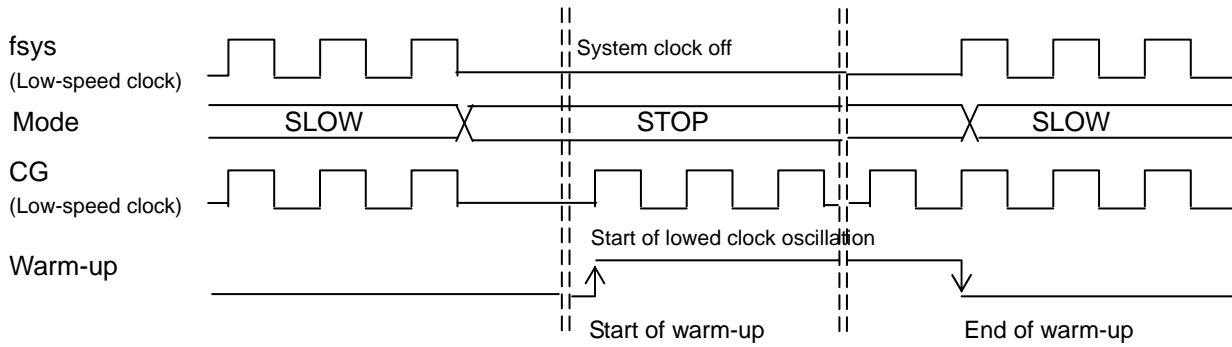 fsys
System clock off
(Low-speed clock)
Mode
SLOW
STOP
SLOW
CG
(Low-speed clock)
Start of lowed clock oscillation
Warm-up
Start of warm-up
End of warm-up